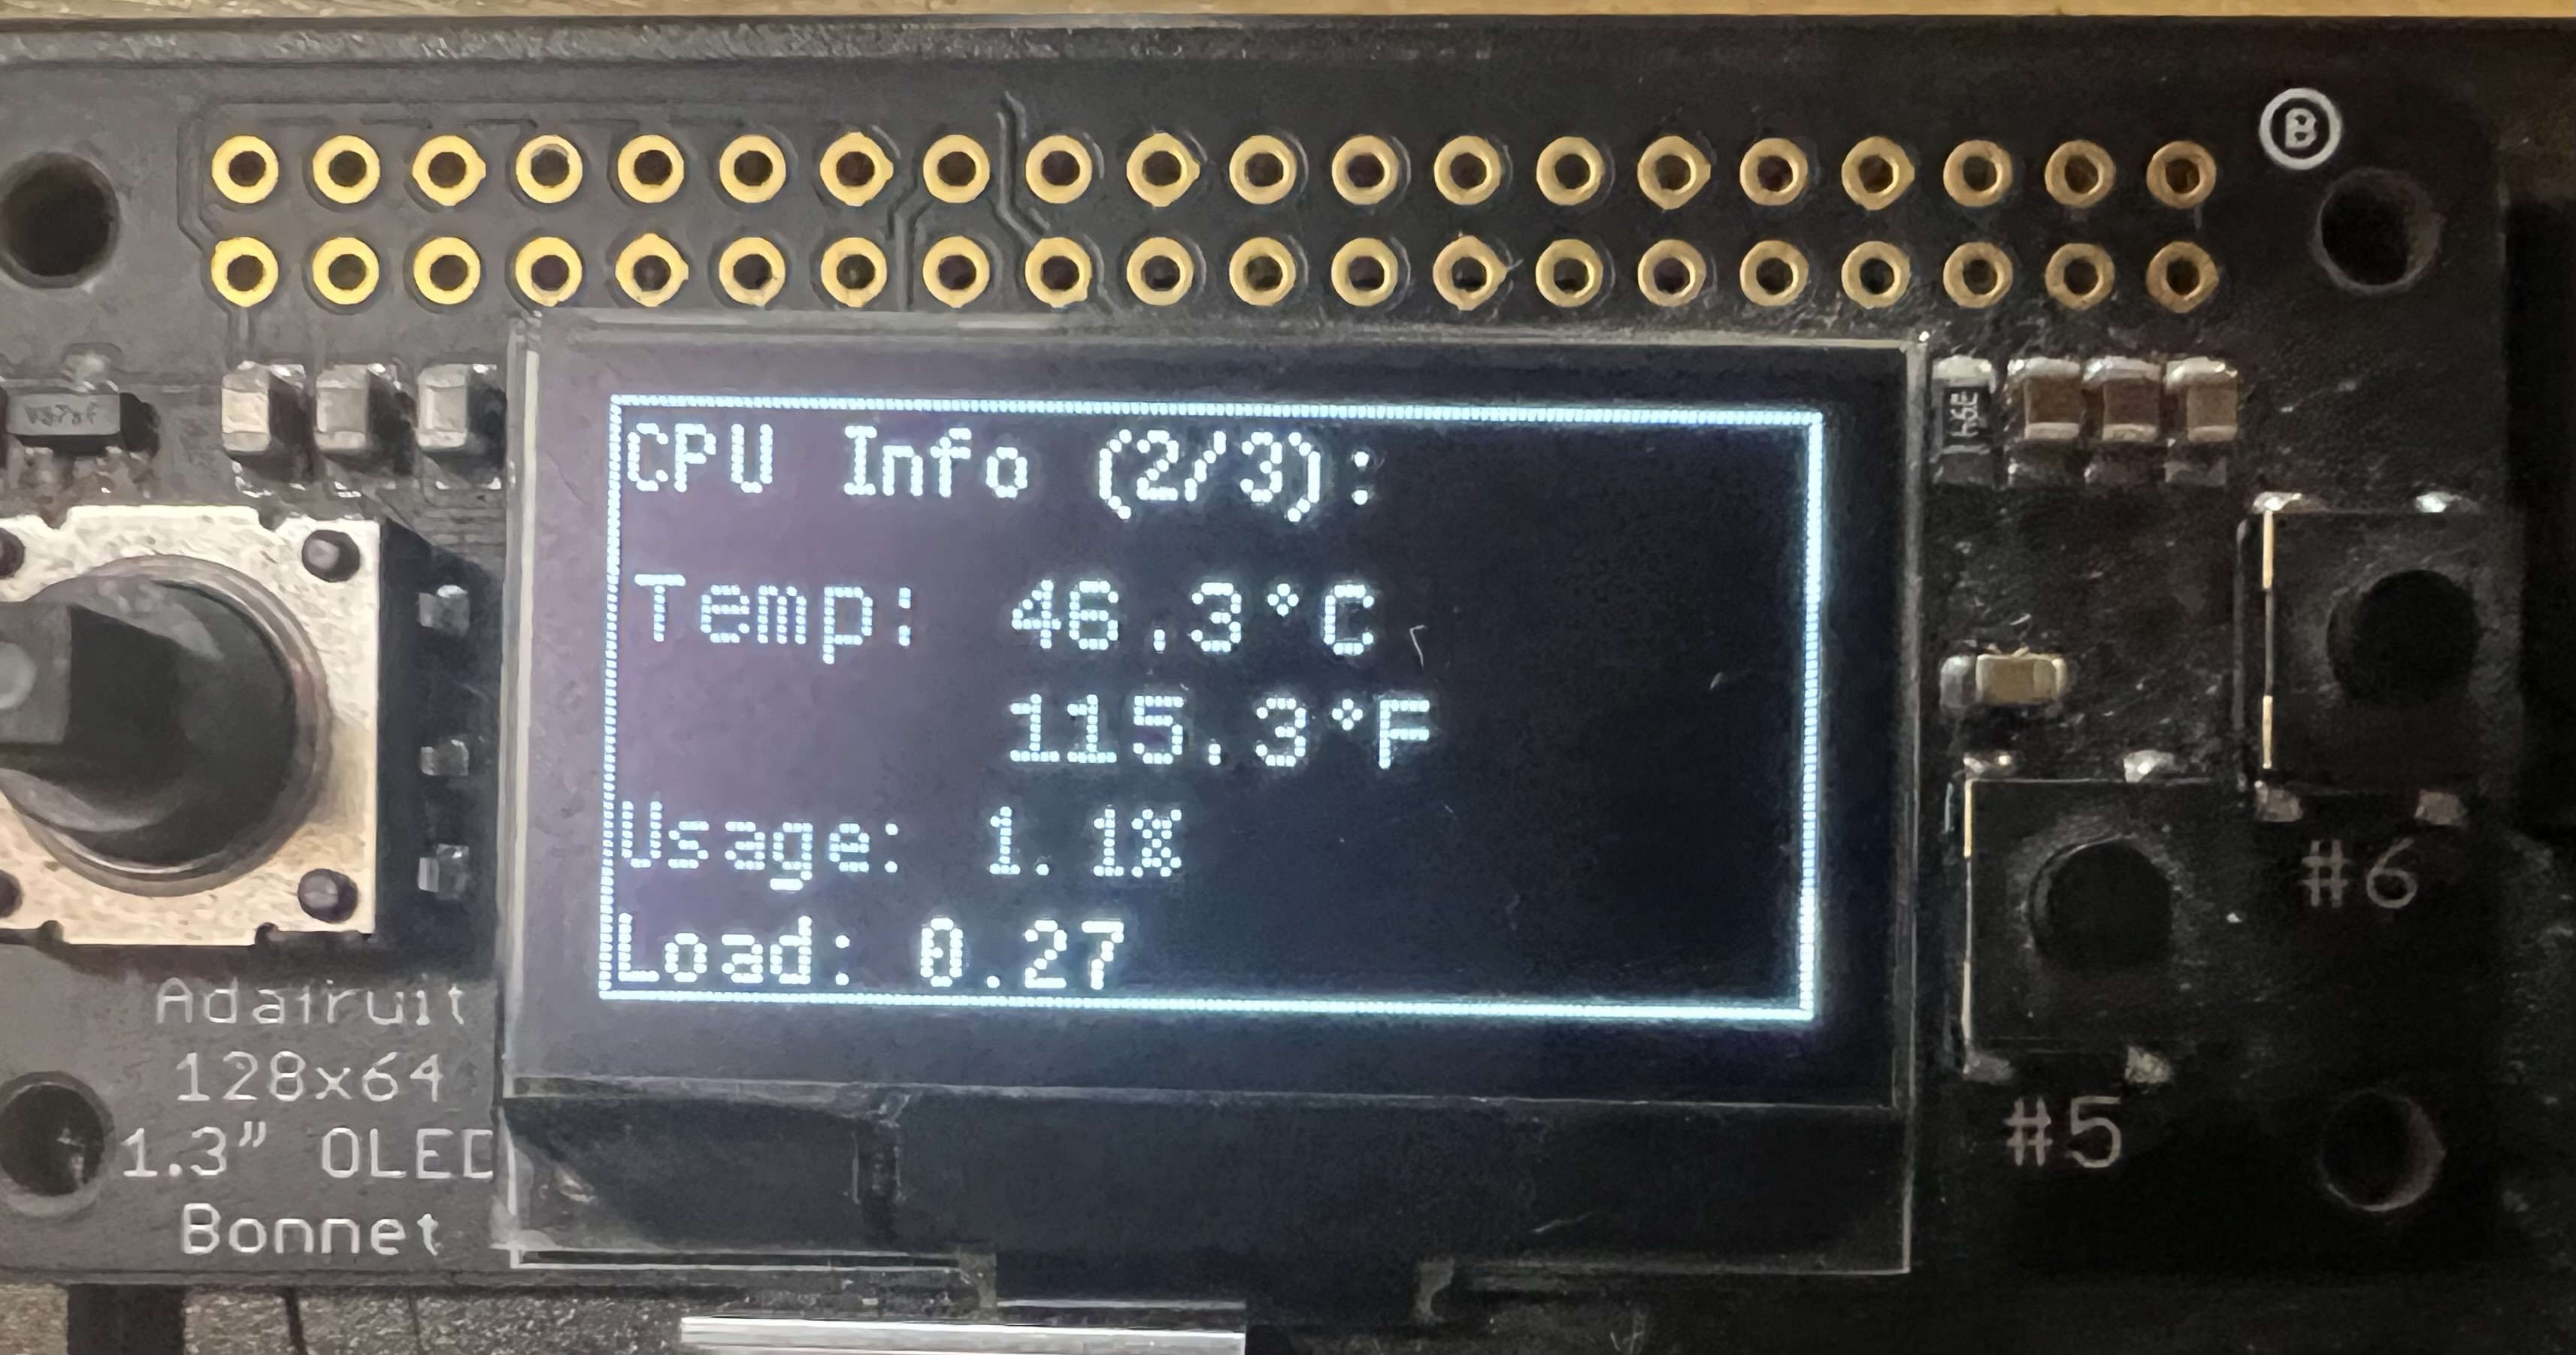 B
CPU Info (2/3):
Temp: 46.3°C
115.3°F
Usage: 1.1%
Load: 0.27
#6
#5
Adafruit
128x64
1.3” OLED
Bonnet